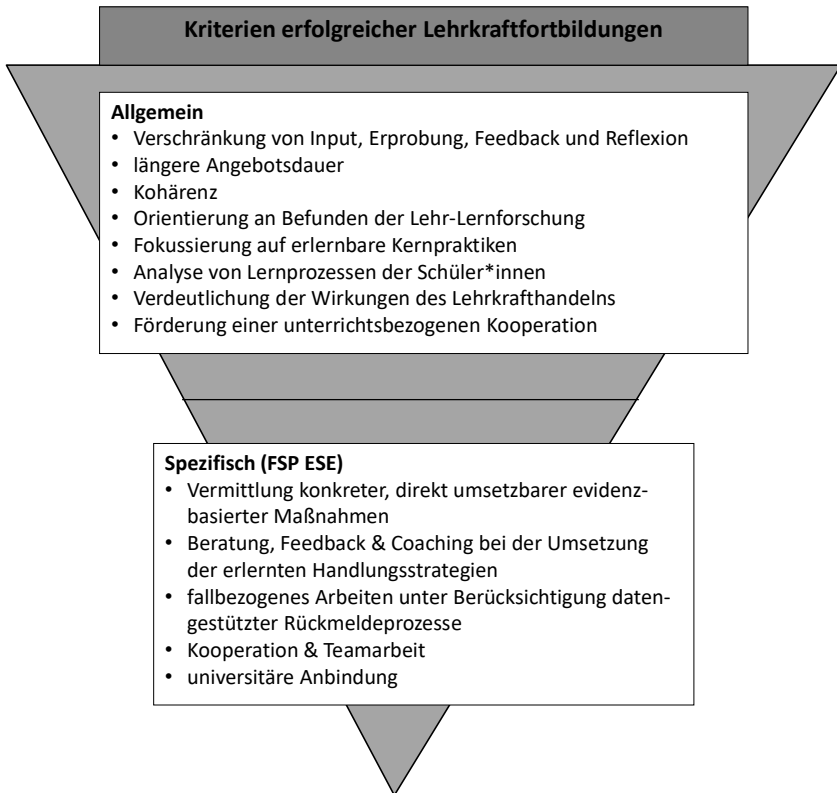 Kriterien erfolgreicher Lehrkraftfortbildungen
Allgemein
• Verschränkung von Input, Erprobung, Feedback und Reflexion
• längere Angebotsdauer
• Kohärenz
• Orientierung an Befunden der Lehr-Lernforschung
• Fokussierung auf erlernbare Kernpraktiken
• Analyse von Lernprozessen der Schüler*innen
• Verdeutlichung der Wirkungen des Lehrkrafthandelns
• Förderung einer unterrichtsbezogenen Kooperation
Spezifisch (FSP ESE)
• Vermittlung konkreter, direkt umsetzbarer evidenz-
basierter Maßnahmen
• Beratung, Feedback & Coaching bei der Umsetzung
der erlernten Handlungsstrategien
• fallbezogenes Arbeiten unter Berücksichtigung daten-
gestützter Rückmeldeprozesse
• Kooperation & Teamarbeit
• universitäre Anbindung